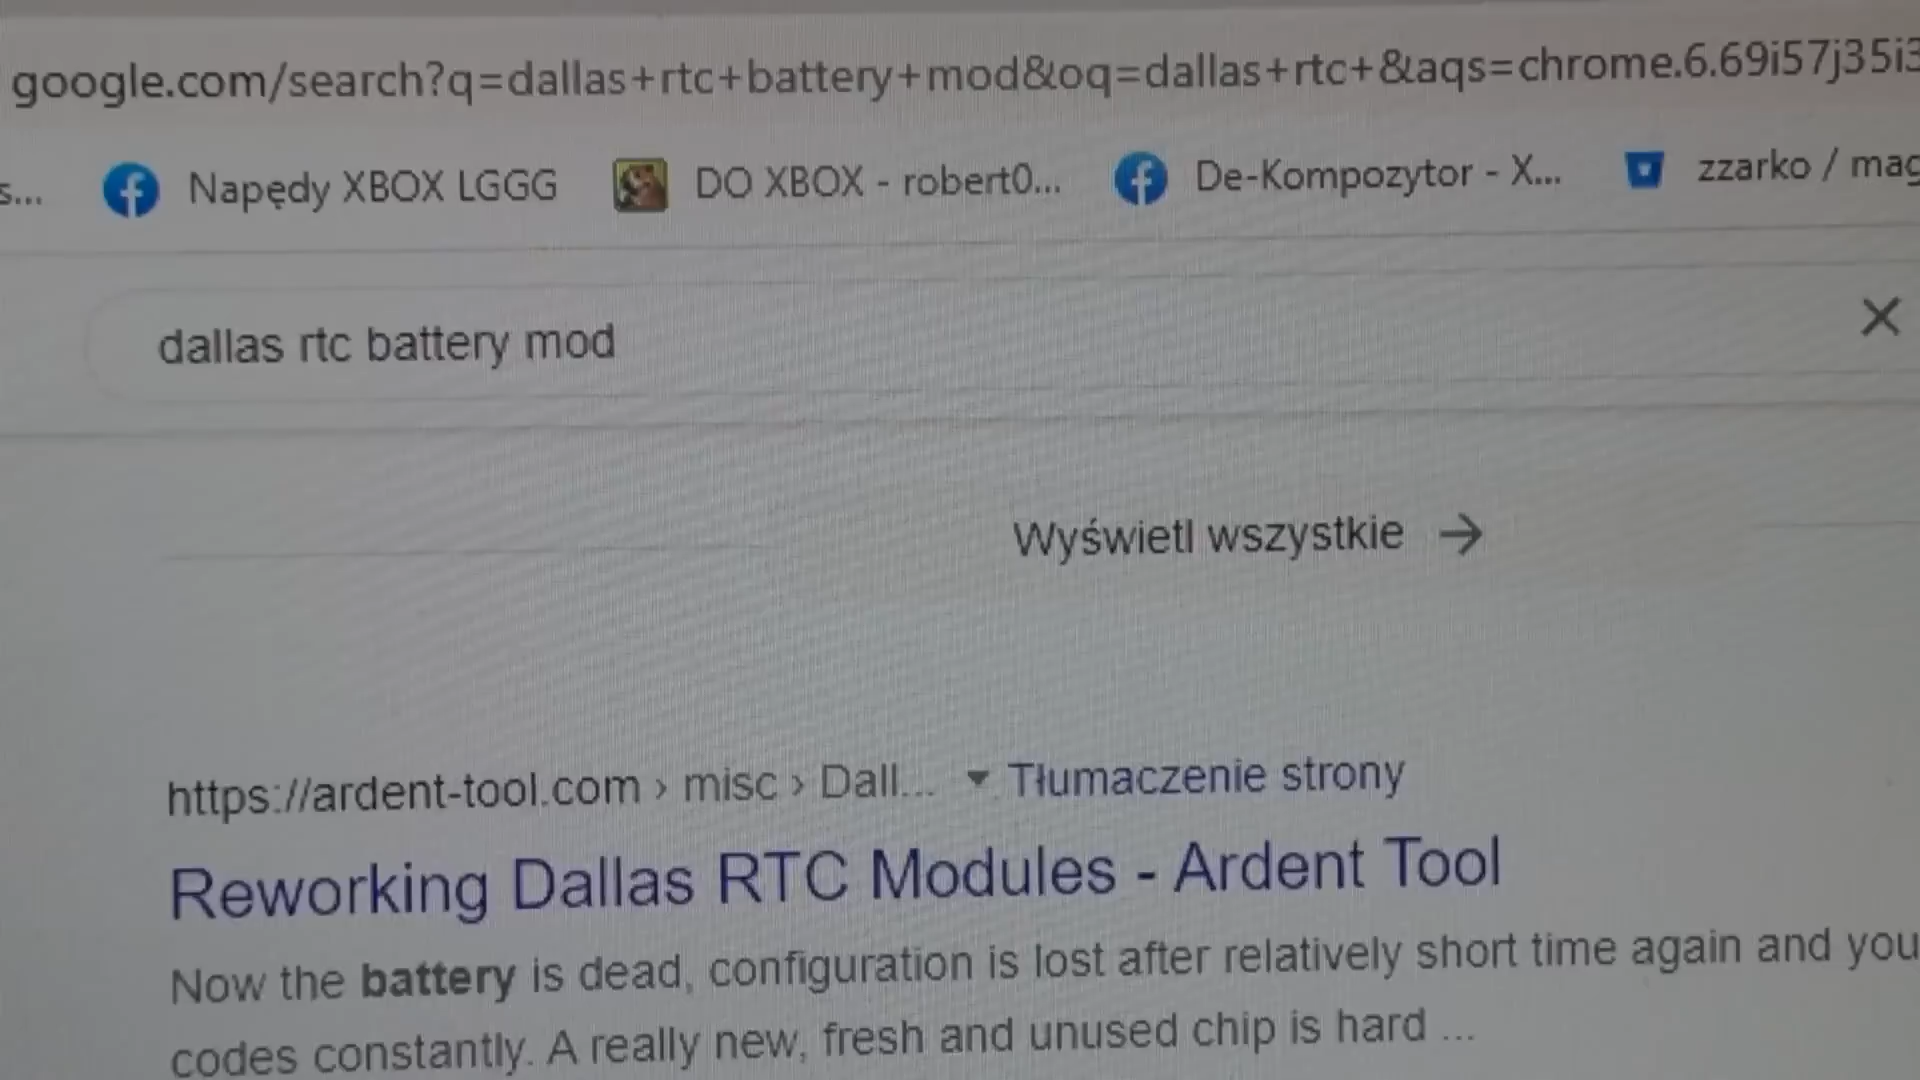 google.com/search?q=dallas+rtc+battery+mod&oq=dallas+rtc+&aqs=chrome.6.69i57j35i3
s... Napędy XBOX LGGG DO XBOX - robert0... De-Kompozytor - X... zzarko / mag
dallas rtc battery mod
Wyświetl wszystkie →
https://ardent-tool.com › misc › Dall... ▼ Tłumaczenie strony
Reworking Dallas RTC Modules - Ardent Tool
Now the battery is dead, configuration is lost after relatively short time again and you
codes constantly. A really new, fresh and unused chip is hard ...